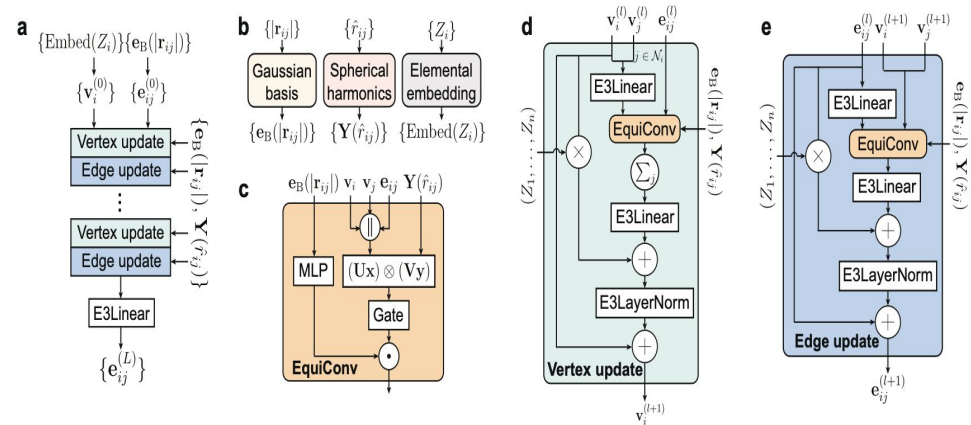 a
{Embed(Z_i)}{e_B(|r_ij|)}
{v_i^(0)} {e_ij^(0)}
Vertex update
Edge update
⋮
Vertex update
Edge update
{e_B(|r_ij|), Y(r̂_ij)}
E3Linear
{e_ij^(L)}
b
{|r_ij|} {r̂_ij} {Z_i}
Gaussian basis
Spherical harmonics
Elemental embedding
{e_B(|r_ij|)} {Y(r̂_ij)} {Embed(Z_i)}
c
e_B(|r_ij|) v_i v_j e_ij Y(r̂_ij)
||
MLP
(Ux) ⊗ (Vy)
Gate
·
EquiConv
d
v_i^(l) v_j^(l) e_ij^(l)
j ∈ N_i
E3Linear
EquiConv
e_B(|r_ij|), Y(r̂_ij)
(Z_1, ..., Z_n)
×
∑_j
E3Linear
+
E3LayerNorm
+
Vertex update
v_i^(l+1)
e
e_ij^(l) v_i^(l+1) v_j^(l+1)
E3Linear
EquiConv
e_B(|r_ij|), Y(r̂_ij)
(Z_1, ..., Z_n)
×
E3Linear
+
E3LayerNorm
+
Edge update
e_ij^(l+1)